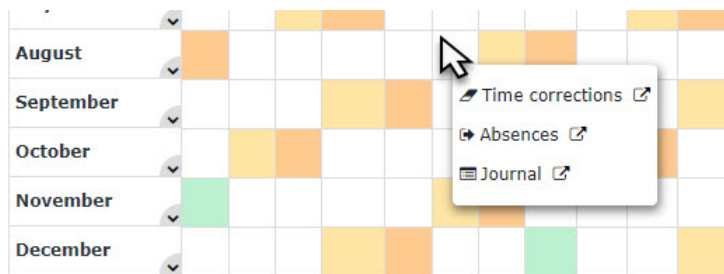 August
September
October
November
December
Time corrections
Absences
Journal